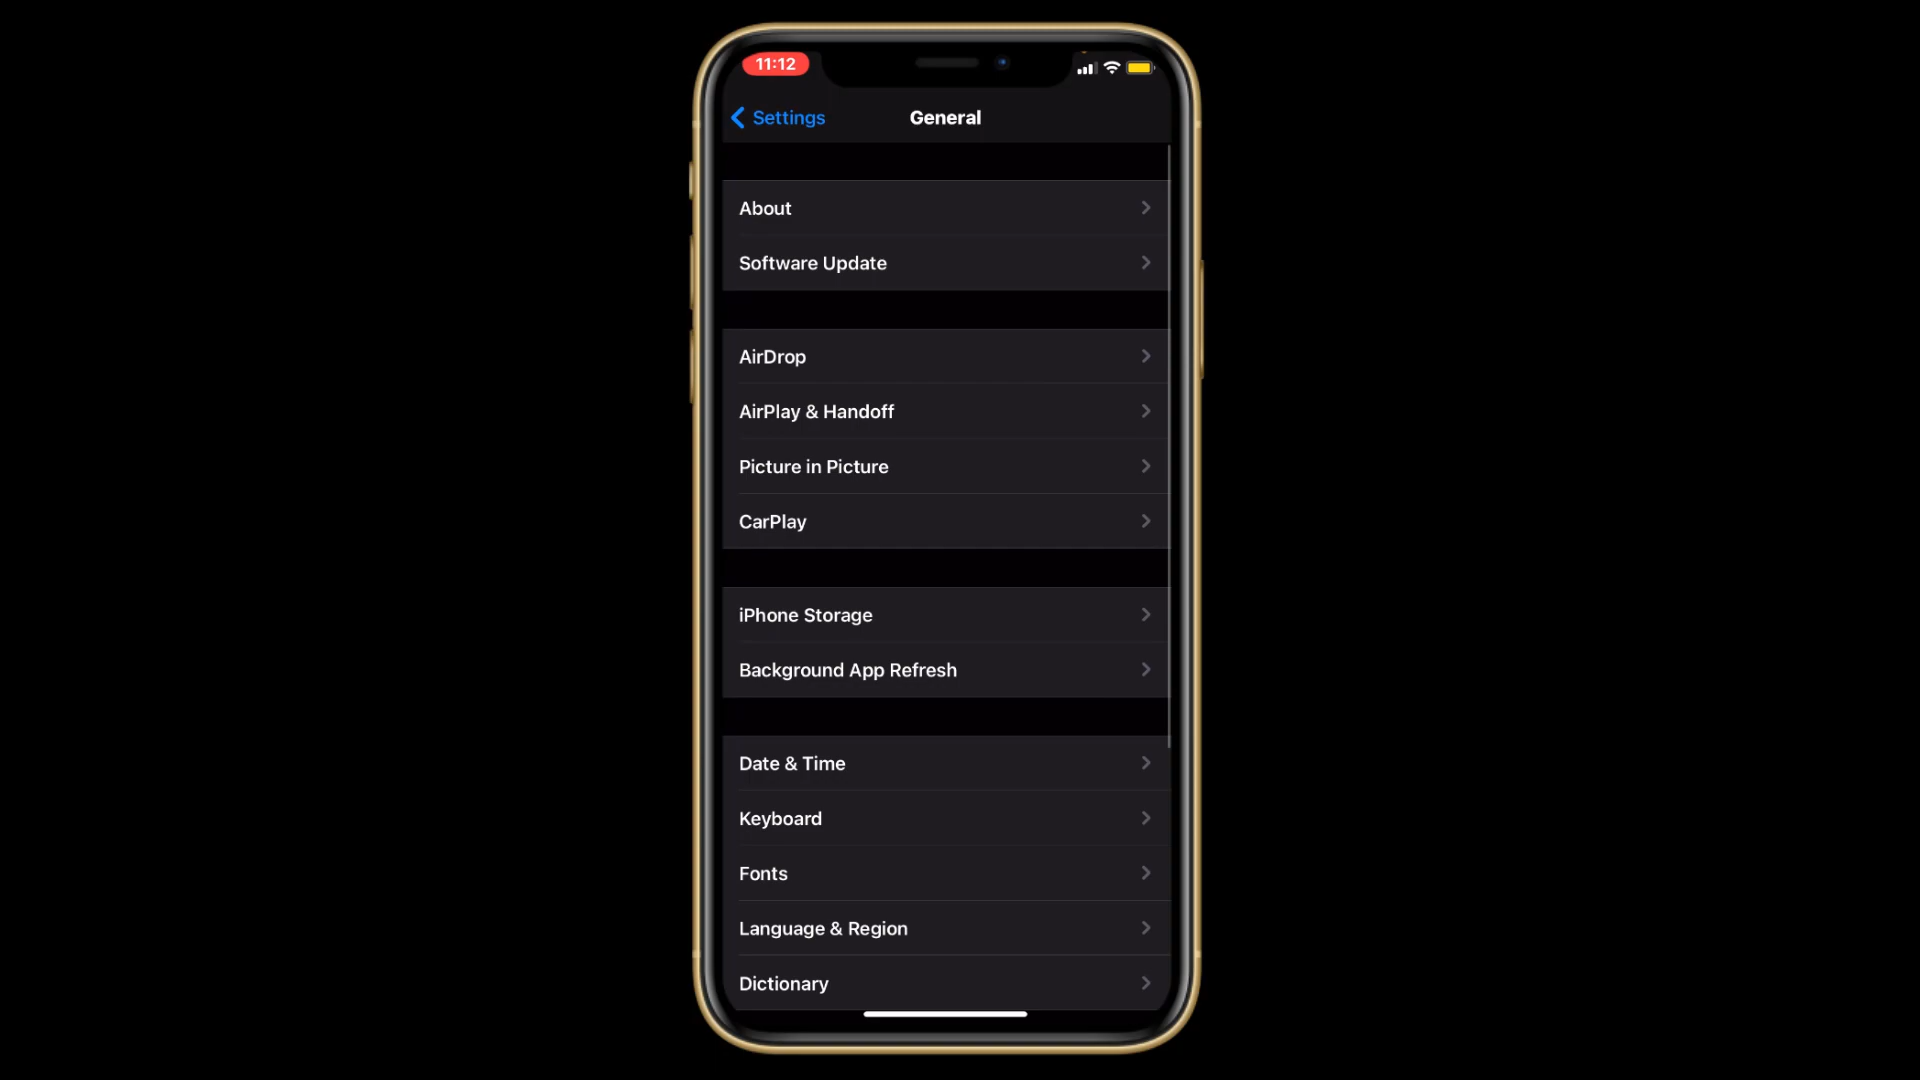 11:12
Settings
General
About
Software Update
AirDrop
AirPlay & Handoff
Picture in Picture
CarPlay
iPhone Storage
Background App Refresh
Date & Time
Keyboard
Fonts
Language & Region
Dictionary